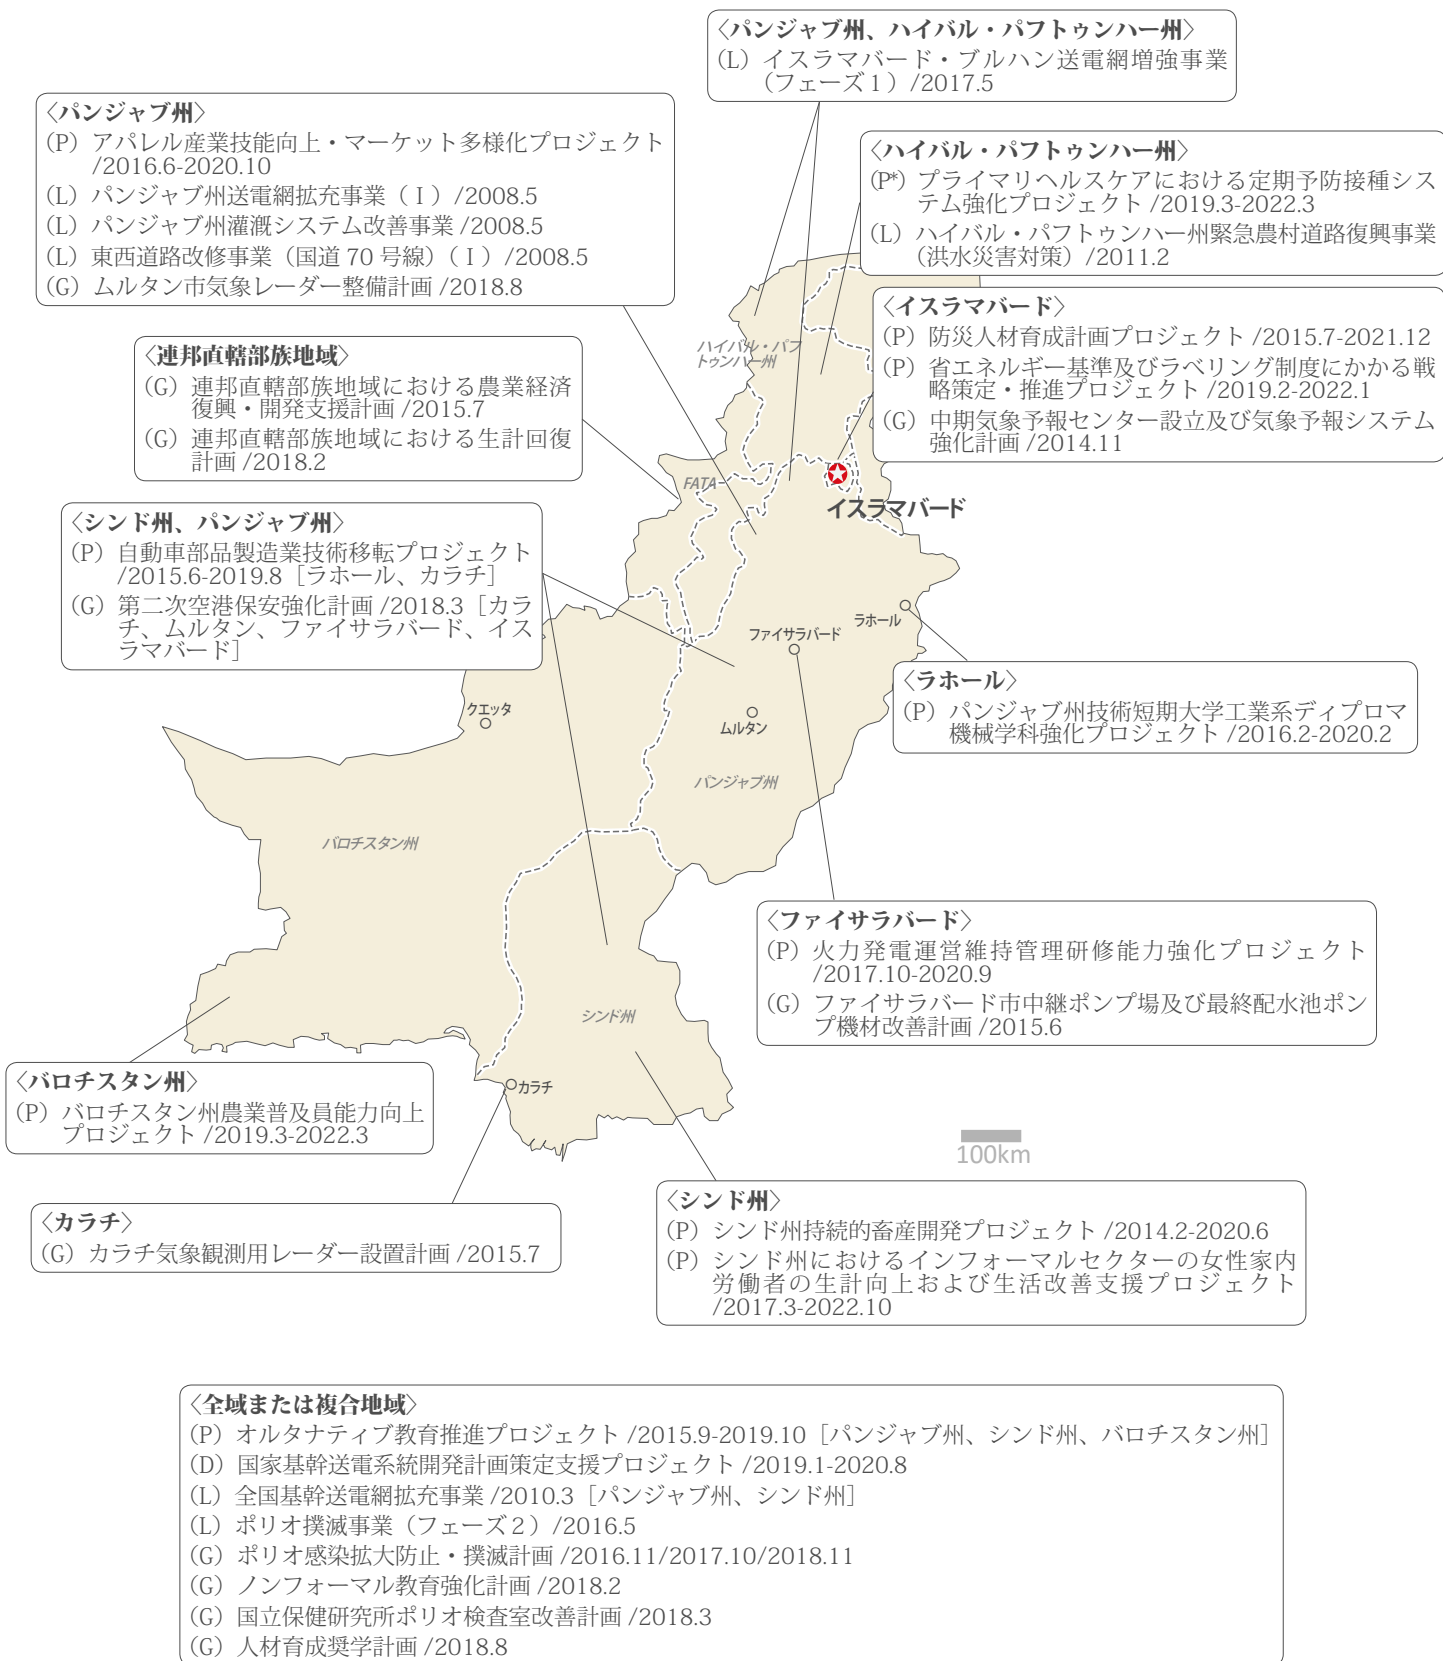 〈パンジャブ州、ハイバル・パフトゥンハー州〉
(L) イスラマバード・ブルハン送電網増強事業
(フェーズ1) /2017.5
〈パンジャブ州〉
(P) アパレル産業技能向上・マーケット多様化プロジェクト
/2016.6-2020.10
(L) パンジャブ州送電網拡充事業 (Ⅰ) /2008.5
(L) パンジャブ州灌漑システム改善事業 /2008.5
(L) 東西道路改修事業 (国道 70 号線) (Ⅰ) /2008.5
(G) ムルタン市気象レーダー整備計画 /2018.8
〈ハイバル・パフトゥンハー州〉
(P*) プライマリヘルスケアにおける定期予防接種シス
テム強化プロジェクト /2019.3-2022.3
(L) ハイバル・パフトゥンハー州緊急農村道路復興事業
(洪水災害対策) /2011.2
〈イスラマバード〉
(P) 防災人材育成計画プロジェクト /2015.7-2021.12
(P) 省エネルギー基準及びラベリング制度にかかる戦
略策定・推進プロジェクト /2019.2-2022.1
(G) 中期気象予報センター設立及び気象予報システム
強化計画 /2014.11
〈連邦直轄部族地域〉
(G) 連邦直轄部族地域における農業経済
復興・開発支援計画 /2015.7
(G) 連邦直轄部族地域における生計回復
計画 /2018.2
ハイバル・パフ
トゥンハー州
FATA
イスラマバード
〈シンド州、パンジャブ州〉
(P) 自動車部品製造業技術移転プロジェクト
/2015.6-2019.8 [ラホール、カラチ]
(G) 第二次空港保安強化計画 /2018.3 [カラ
チ、ムルタン、ファイサラバード、イス
ラマバード]
ラホール
ファイサラバード
〈ラホール〉
(P) パンジャブ州技術短期大学工業系ディプロマ
機械学科強化プロジェクト /2016.2-2020.2
クエッタ
ムルタン
パンジャブ州
バロチスタン州
〈ファイサラバード〉
(P) 火力発電運営維持管理研修能力強化プロジェクト
/2017.10-2020.9
(G) ファイサラバード市中継ポンプ場及び最終配水池ポン
プ機材改善計画 /2015.6
シンド州
〈バロチスタン州〉
(P) バロチスタン州農業普及員能力向上
プロジェクト /2019.3-2022.3
カラチ
100km
〈カラチ〉
(G) カラチ気象観測用レーダー設置計画 /2015.7
〈シンド州〉
(P) シンド州持続的畜産開発プロジェクト /2014.2-2020.6
(P) シンド州におけるインフォーマルセクターの女性家内
労働者の生計向上および生活改善支援プロジェクト
/2017.3-2022.10
〈全域または複合地域〉
(P) オルタナティブ教育推進プロジェクト /2015.9-2019.10 [パンジャブ州、シンド州、バロチスタン州]
(D) 国家基幹送電系統開発計画策定支援プロジェクト /2019.1-2020.8
(L) 全国基幹送電網拡充事業 /2010.3 [パンジャブ州、シンド州]
(L) ポリオ撲滅事業 (フェーズ2) /2016.5
(G) ポリオ感染拡大防止・撲滅計画 /2016.11/2017.10/2018.11
(G) ノンフォーマル教育強化計画 /2018.2
(G) 国立保健研究所ポリオ検査室改善計画 /2018.3
(G) 人材育成奨学計画 /2018.8